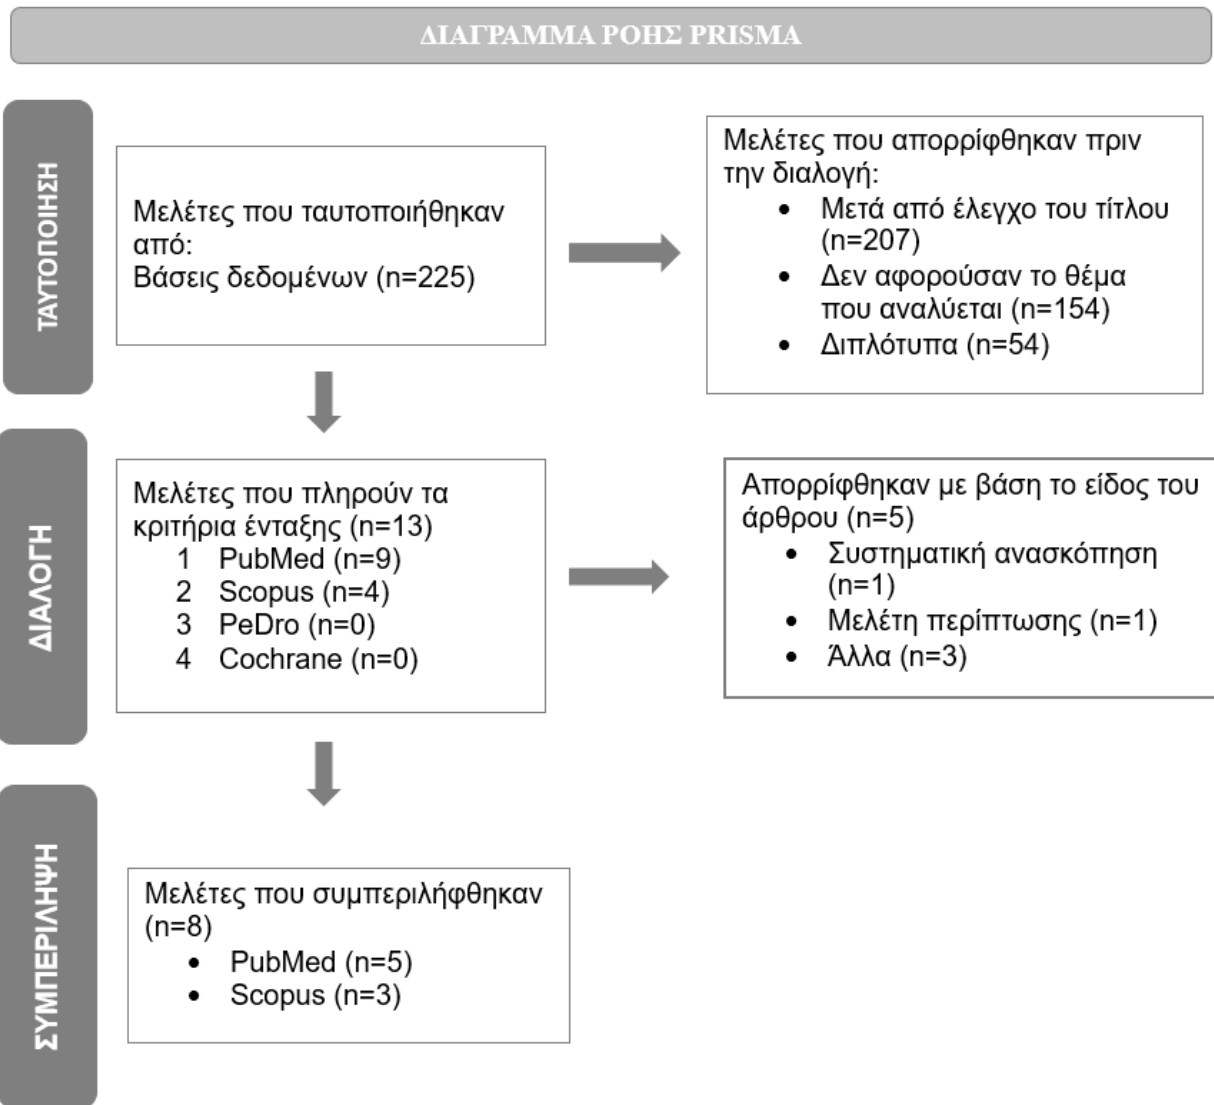 ΔΙΑΓΡΑΜΜΑ ΡΟΗΣ PRISMA
ΤΑΥΤΟΠΟΙΗΣΗ
Μελέτες που ταυτοποιήθηκαν
από:
Βάσεις δεδομένων (n=225)
Μελέτες που απορρίφθηκαν πριν
την διαλογή:
• Μετά από έλεγχο του τίτλου
(n=207)
• Δεν αφορούσαν το θέμα
που αναλύεται (n=154)
• Διπλότυπα (n=54)
ΔΙΑΛΟΓΗ
Μελέτες που πληρούν τα
κριτήρια ένταξης (n=13)
1 PubMed (n=9)
2 Scopus (n=4)
3 PeDro (n=0)
4 Cochrane (n=0)
Απορρίφθηκαν με βάση το είδος του
άρθρου (n=5)
• Συστηματική ανασκόπηση
(n=1)
• Μελέτη περίπτωσης (n=1)
• Άλλα (n=3)
ΣΥΜΠΕΡΙΛΗΨΗ
Μελέτες που συμπεριλήφθηκαν
(n=8)
• PubMed (n=5)
• Scopus (n=3)